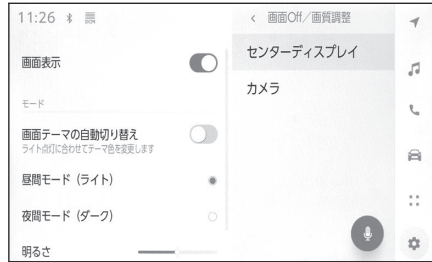 11:26
画面Off/画質調整
画面表示
モード
画面テーマの自動切り替え
ライト点灯に合わせてテーマ色を変更します
昼間モード（ライト）
夜間モード（ダーク）
明るさ
センターディスプレイ
カメラ